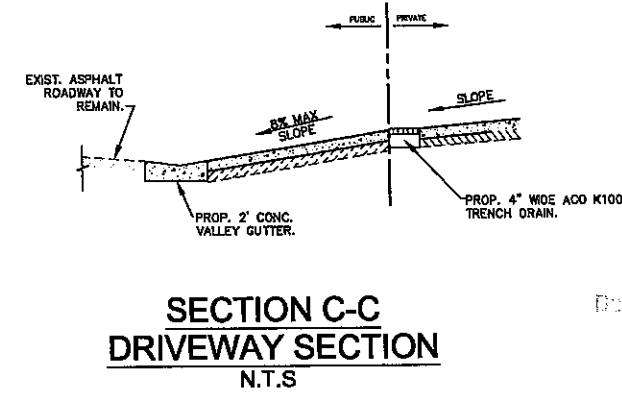 PUBLIC PRIVATE
EXIST. ASPHALT
ROADWAY TO
REMAIN.
8% MAX
SLOPE
SLOPE
PROP. 4" WIDE ACO K100
TRENCH DRAIN.
PROP. 2' CONC.
VALLEY GUTTER.
SECTION C-C
DRIVEWAY SECTION
N.T.S